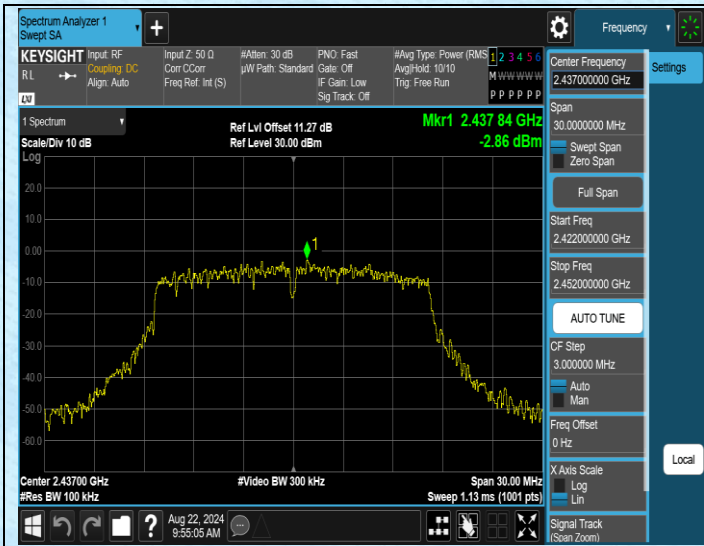 Spectrum Analyzer 1
Swept SA
+
Frequency
KEYSIGHT
RL
LXI
Input: RF
Coupling: DC
Align: Auto
Input Z: 50 Ω
Corr CCorr
Freq Ref: Int (S)
#Atten: 30 dB
µW Path: Standard
PNO: Fast
Gate: Off
IF Gain: Low
Sig Track: Off
#Avg Type: Power (RMS
Avg|Hold: 10/10
Trig: Free Run
1 2 3 4 5 6
M W W W W W
P P P P P P
1 Spectrum
Scale/Div 10 dB
Ref Lvl Offset 11.27 dB
Ref Level 30.00 dBm
Mkr1 2.437 84 GHz
-2.86 dBm
Log
20.0
10.0
0.00
-10.0
-20.0
-30.0
-40.0
-50.0
-60.0
1
Center 2.43700 GHz
#Res BW 100 kHz
#Video BW 300 kHz
Span 30.00 MHz
Sweep 1.13 ms (1001 pts)
Aug 22, 2024
9:55:05 AM
?
Center Frequency
2.437000000 GHz
Settings
Span
30.0000000 MHz
Swept Span
Zero Span
Full Span
Start Freq
2.422000000 GHz
Stop Freq
2.452000000 GHz
AUTO TUNE
CF Step
3.000000 MHz
Auto
Man
Freq Offset
0 Hz
X Axis Scale
Log
Lin
Local
Signal Track
(Span Zoom)